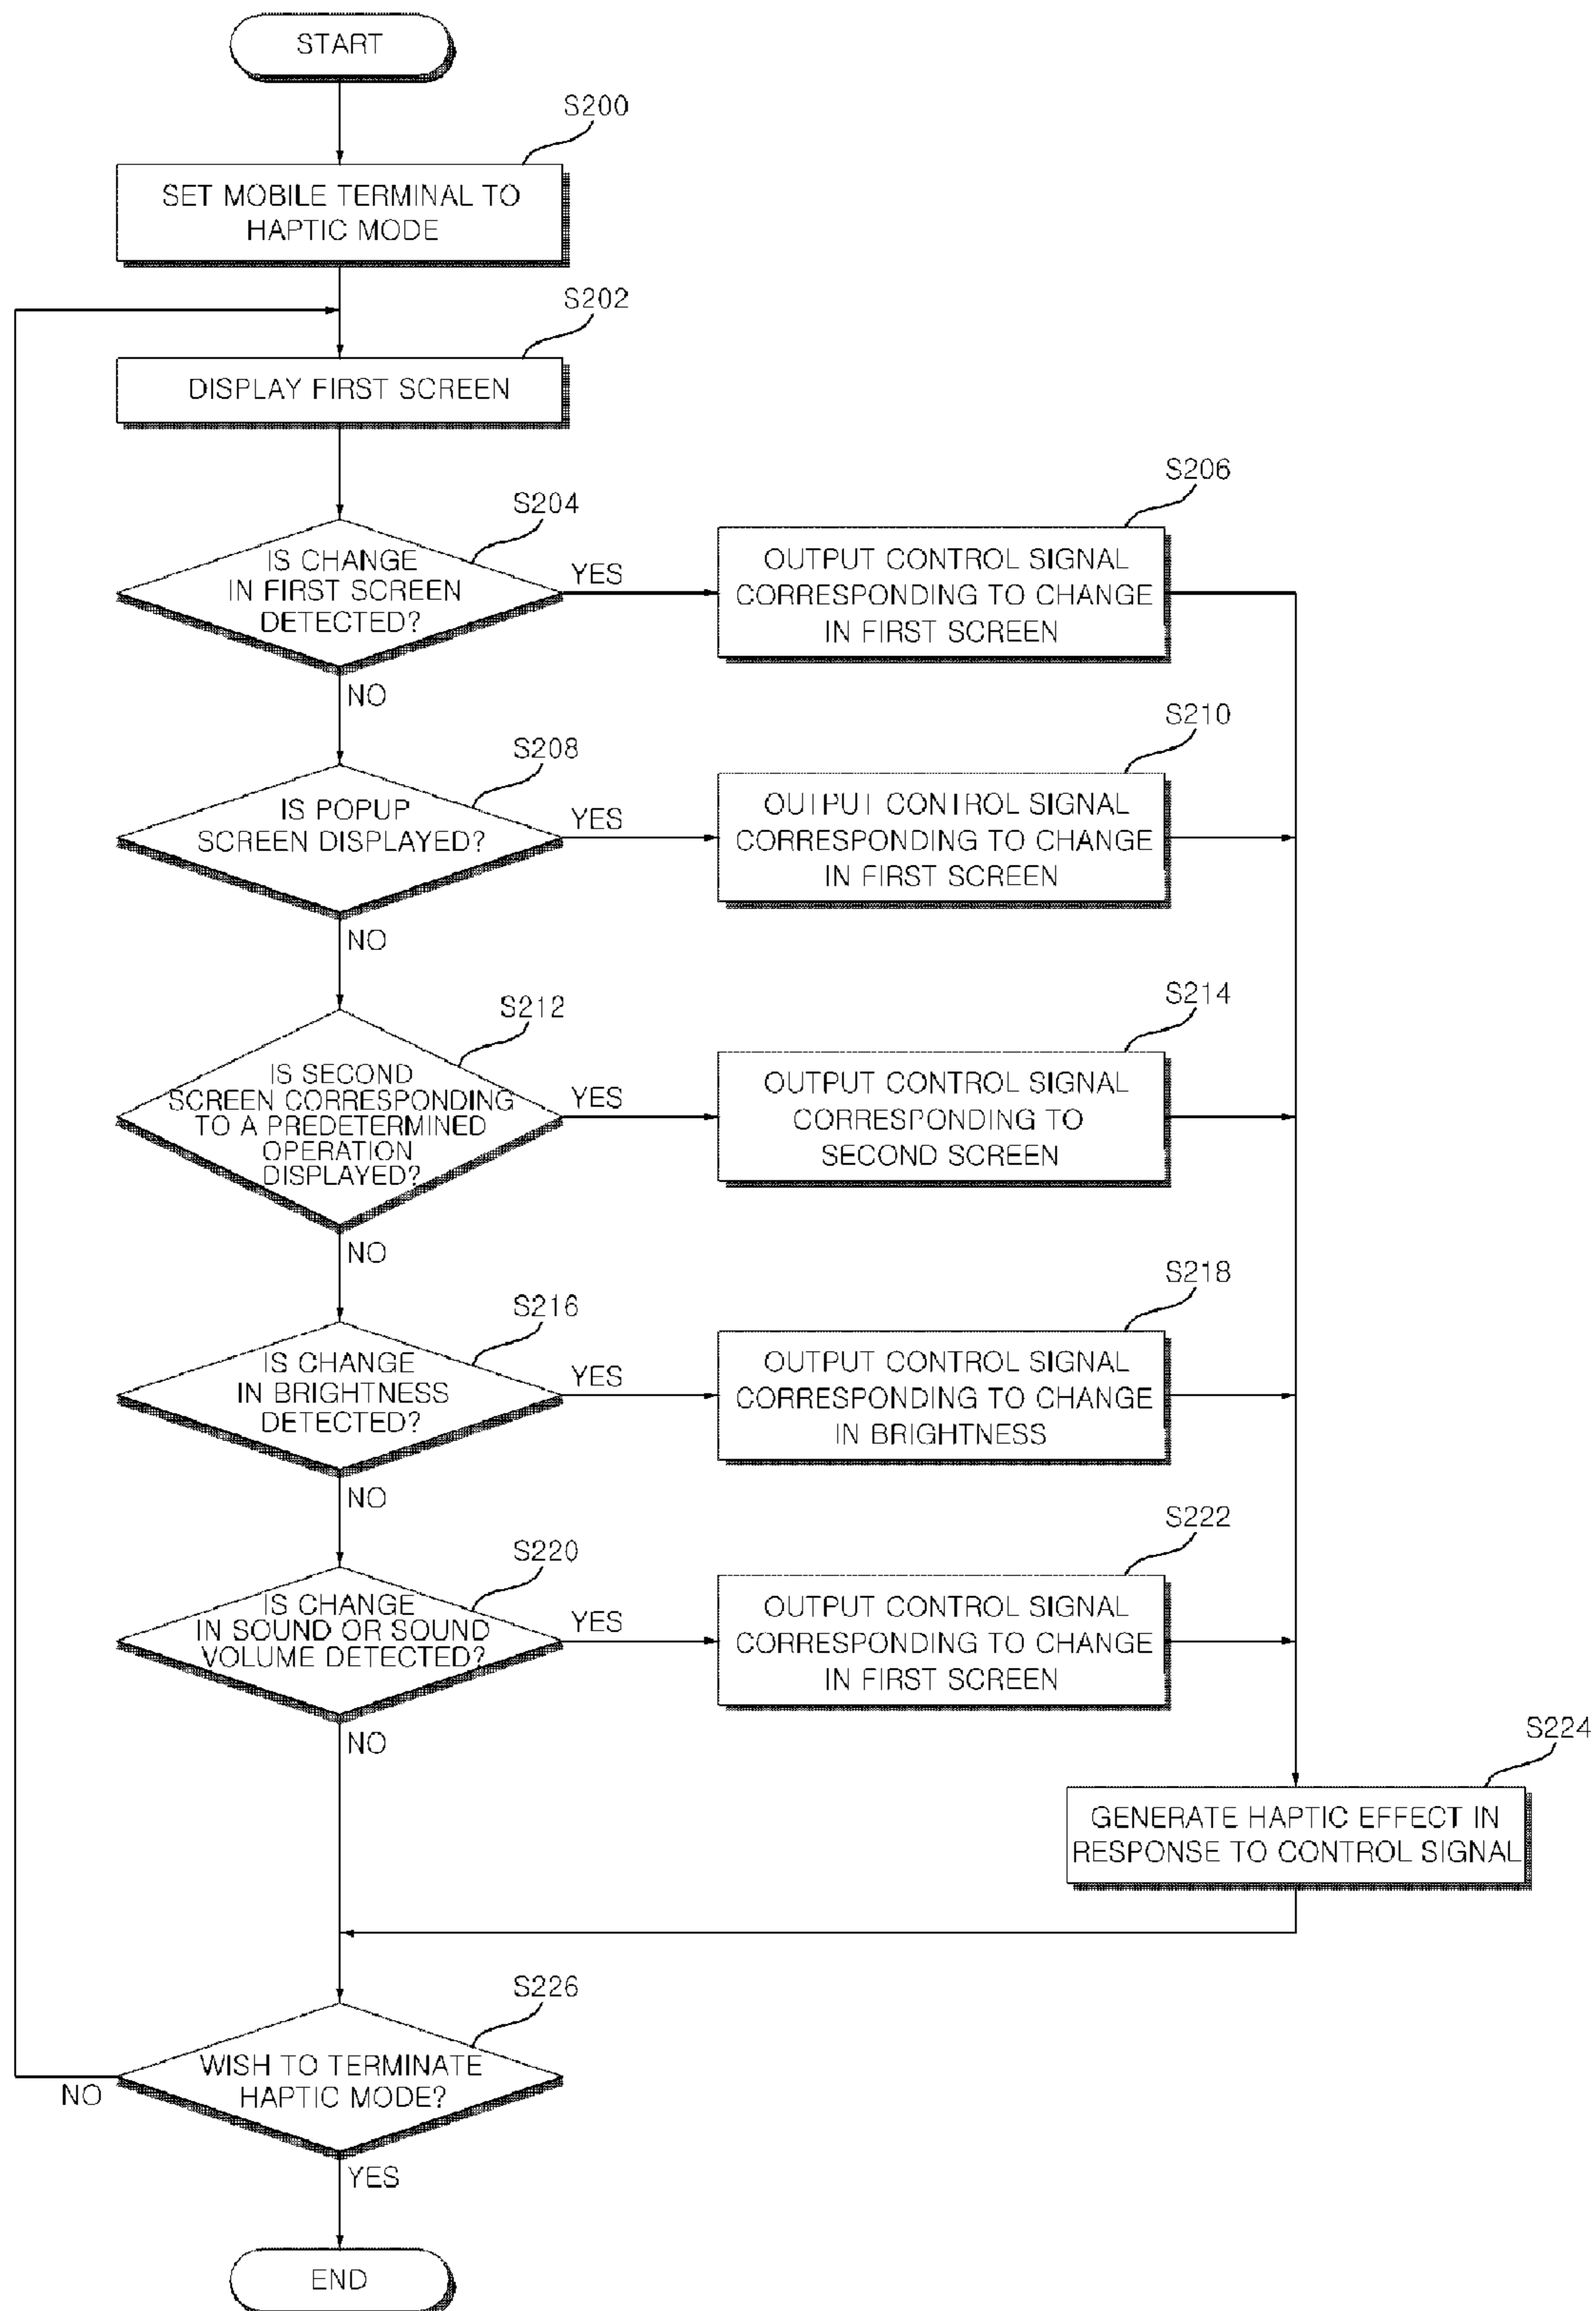 START
S200
SET MOBILE TERMINAL TO
HAPTIC MODE
S202
DISPLAY FIRST SCREEN
S204
IS CHANGE
IN FIRST SCREEN
DETECTED?
YES
NO
S206
OUTPUT CONTROL SIGNAL
CORRESPONDING TO CHANGE
IN FIRST SCREEN
S208
IS POPUP
SCREEN DISPLAYED?
YES
NO
S210
OUTPUT CONTROL SIGNAL
CORRESPONDING TO CHANGE
IN FIRST SCREEN
S212
IS SECOND
SCREEN CORRESPONDING
TO A PREDETERMINED
OPERATION
DISPLAYED?
YES
NO
S214
OUTPUT CONTROL SIGNAL
CORRESPONDING TO
SECOND SCREEN
S216
IS CHANGE
IN BRIGHTNESS
DETECTED?
YES
NO
S218
OUTPUT CONTROL SIGNAL
CORRESPONDING TO CHANGE
IN BRIGHTNESS
S220
IS CHANGE
IN SOUND OR SOUND
VOLUME DETECTED?
YES
NO
S222
OUTPUT CONTROL SIGNAL
CORRESPONDING TO CHANGE
IN FIRST SCREEN
S224
GENERATE HAPTIC EFFECT IN
RESPONSE TO CONTROL SIGNAL
S226
WISH TO TERMINATE
HAPTIC MODE?
NO
YES
END